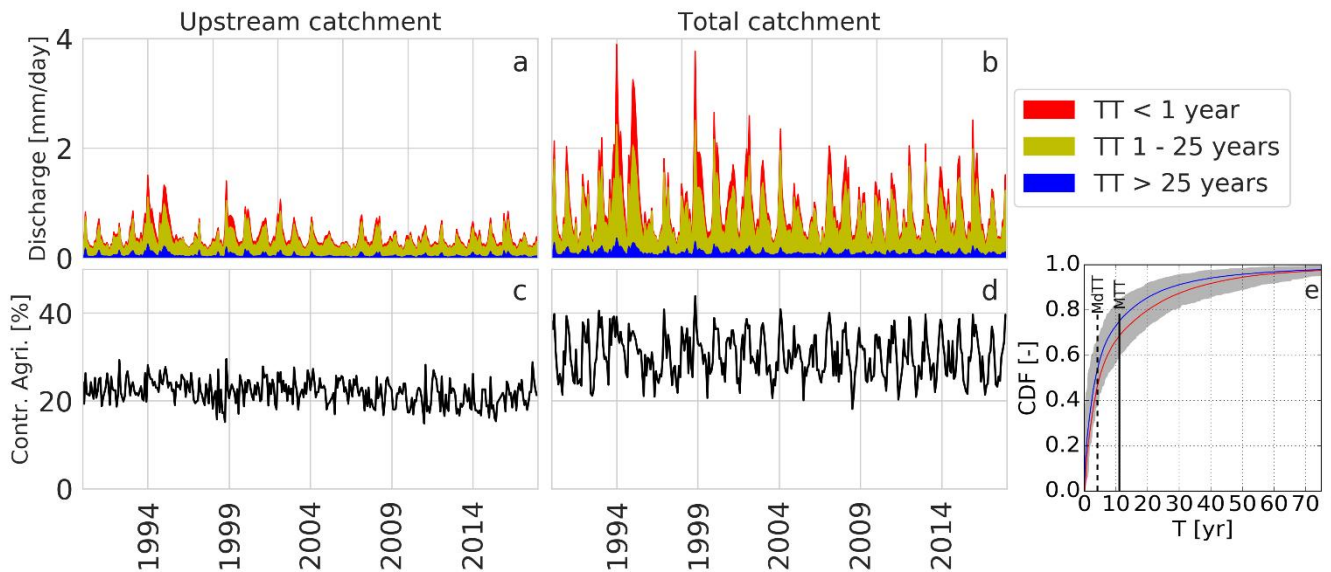 Upstream catchment
Total catchment
Discharge [mm/day]
4
2
0
a
b
TT < 1 year
TT 1 - 25 years
TT > 25 years
Contr. Agri. [%]
40
20
0
c
d
1994
1999
2004
2009
2014
1994
1999
2004
2009
2014
CDF [-]
1.0
0.8
0.6
0.4
0.2
0.0
MdTT
MTT
e
0 10 20 30 40 50 60 70
T [yr]